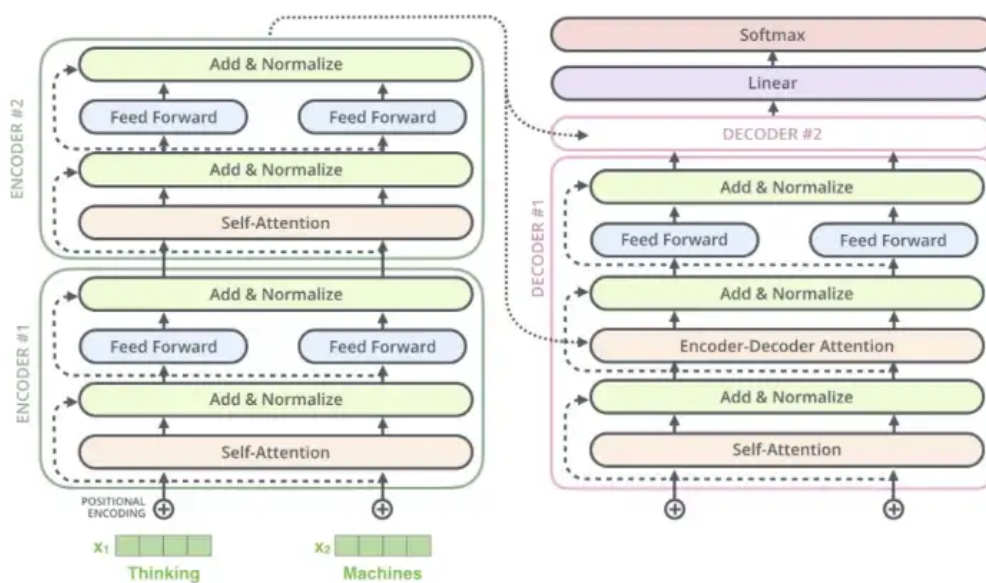 ENCODER #2
Add & Normalize
Feed Forward Feed Forward
Add & Normalize
Self-Attention
ENCODER #1
Add & Normalize
Feed Forward Feed Forward
Add & Normalize
Self-Attention
POSITIONAL
ENCODING
x₁ x₂
Thinking Machines
Softmax
Linear
DECODER #2
DECODER #1
Add & Normalize
Feed Forward Feed Forward
Add & Normalize
Encoder-Decoder Attention
Add & Normalize
Self-Attention